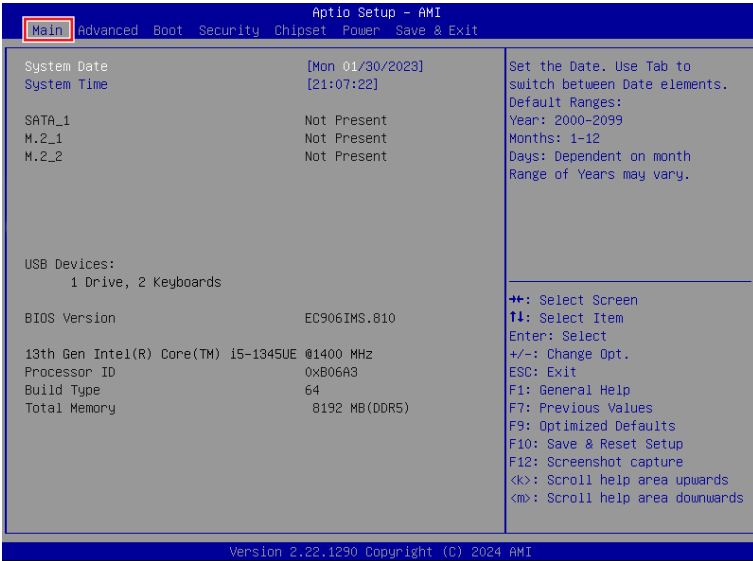 Aptio Setup – AMI
Main Advanced Boot Security Chipset Power Save & Exit
System Date [Mon 01/30/2023]
System Time [21:07:22]
SATA_1 Not Present
M.2_1 Not Present
M.2_2 Not Present
USB Devices:
1 Drive, 2 Keyboards
BIOS Version EC906IMS.810
13th Gen Intel(R) Core(TM) i5-1345UE @1400 MHz
Processor ID 0xB06A3
Build Type 64
Total Memory 8192 MB(DDR5)
Set the Date. Use Tab to
switch between Date elements.
Default Ranges:
Year: 2000-2099
Months: 1-12
Days: Dependent on month
Range of Years may vary.
→←: Select Screen
↑↓: Select Item
Enter: Select
+/-: Change Opt.
ESC: Exit
F1: General Help
F7: Previous Values
F9: Optimized Defaults
F10: Save & Reset Setup
F12: Screenshot capture
<k>: Scroll help area upwards
<m>: Scroll help area downwards
Version 2.22.1290 Copyright (C) 2024 AMI